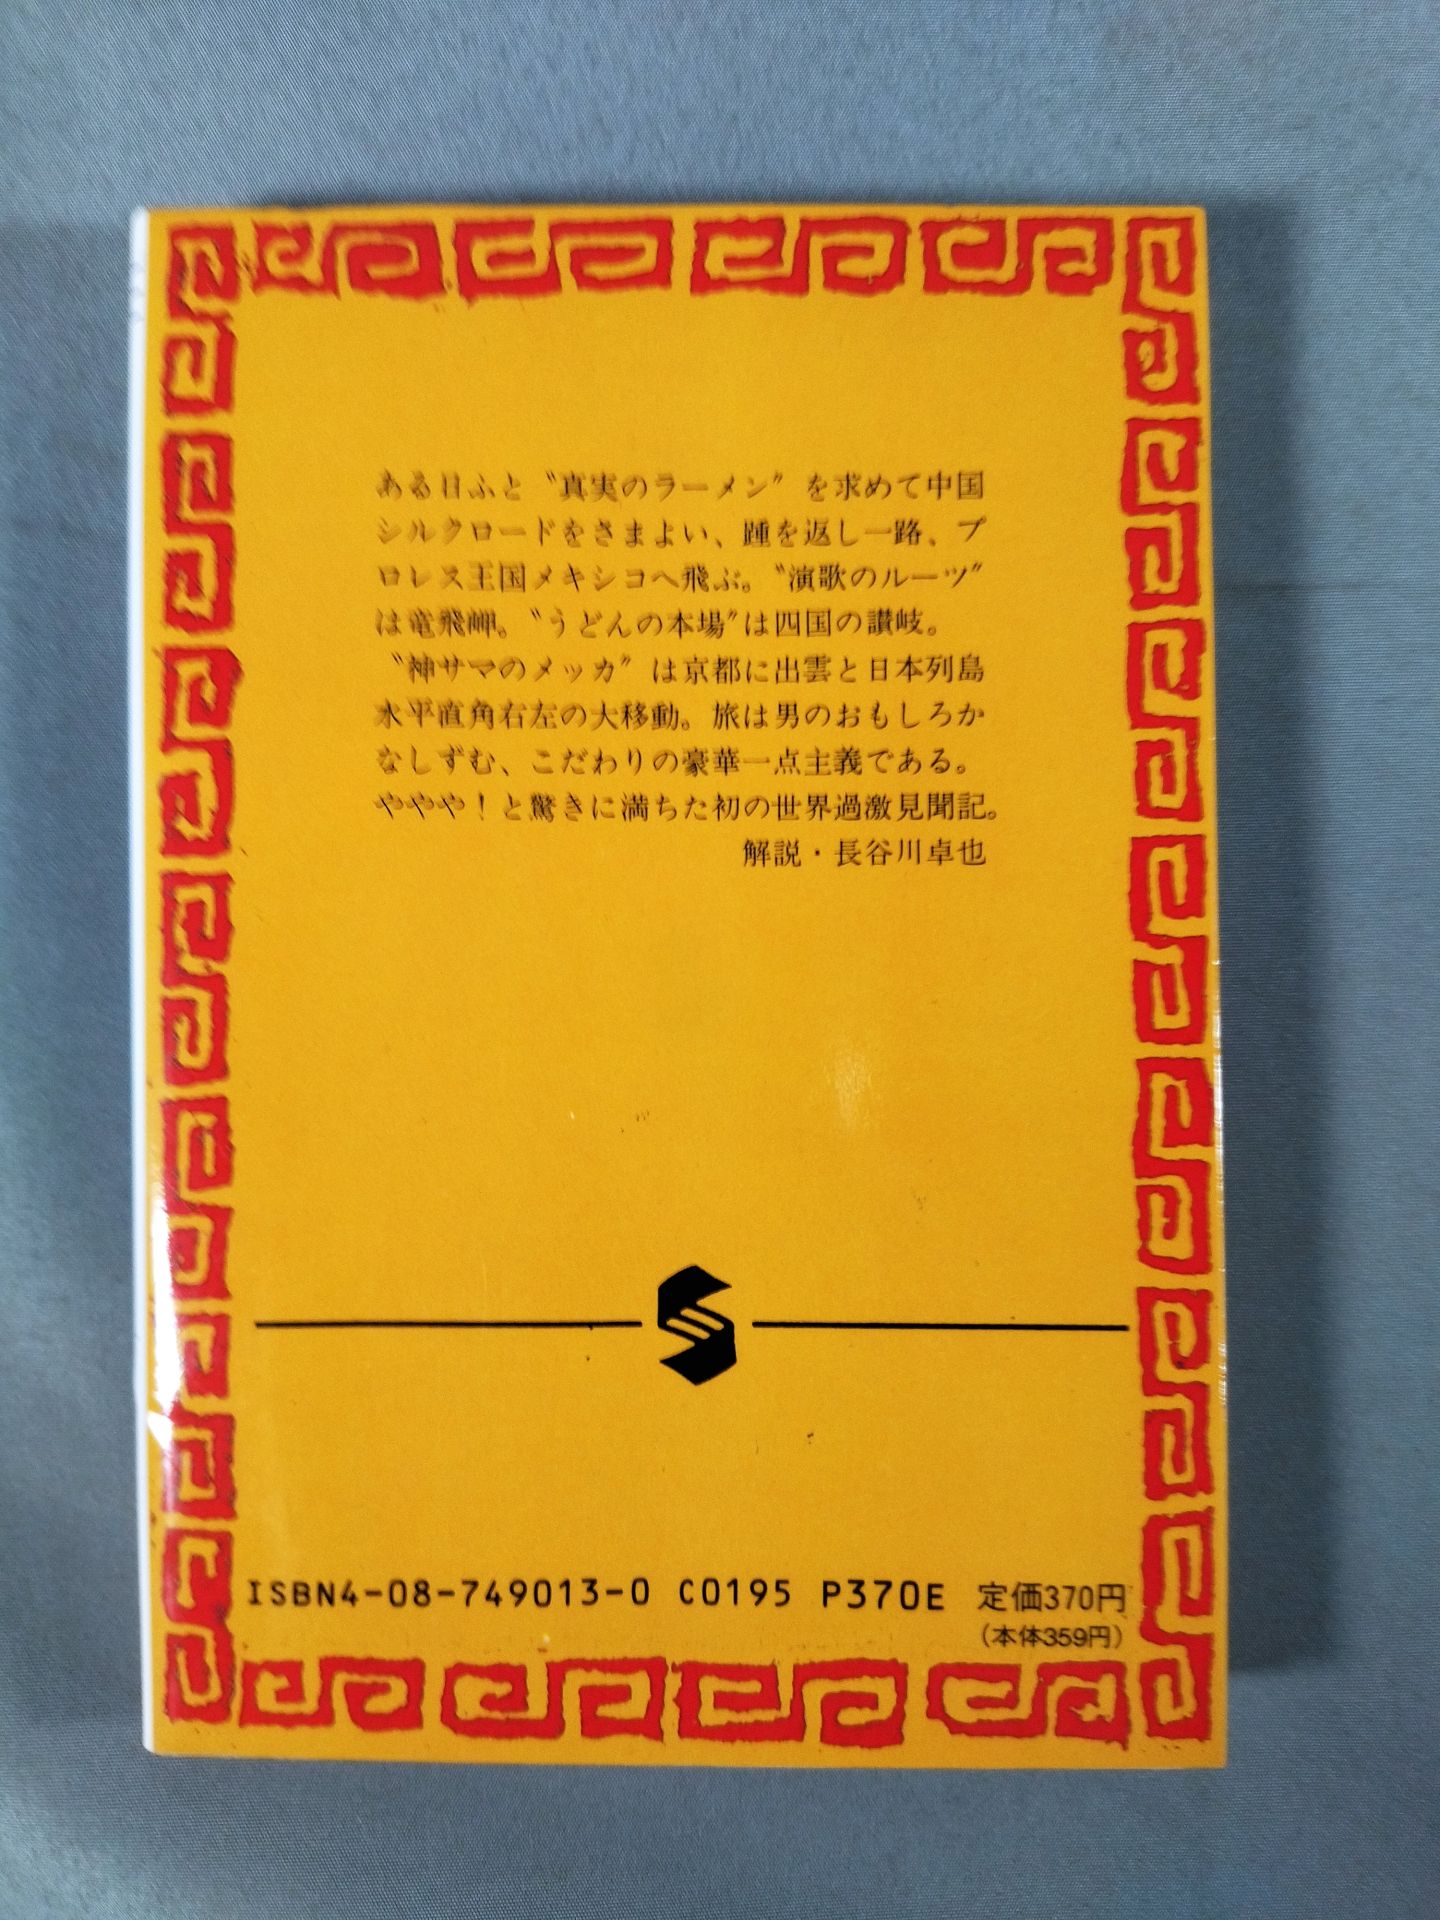 ある日ふと〝真実のラーメン〟を求めて中国
シルクロードをさまよい、踵を返し一路、プ
ロレス王国メキシコへ飛ぶ。〝演歌のルーツ〟
は竜飛岬。〝うどんの本場〟は四国の讃岐。
〝神サマのメッカ〟は京都に出雲と日本列島
水平直角右左の大移動。旅は男のおもしろか
なしずむ、こだわりの豪華一点主義である。
ややや！と驚きに満ちた初の世界過激見聞記。
解説・長谷川卓也
ISBN4-08-749013-0 C0195 P370E 定価370円
(本体359円)